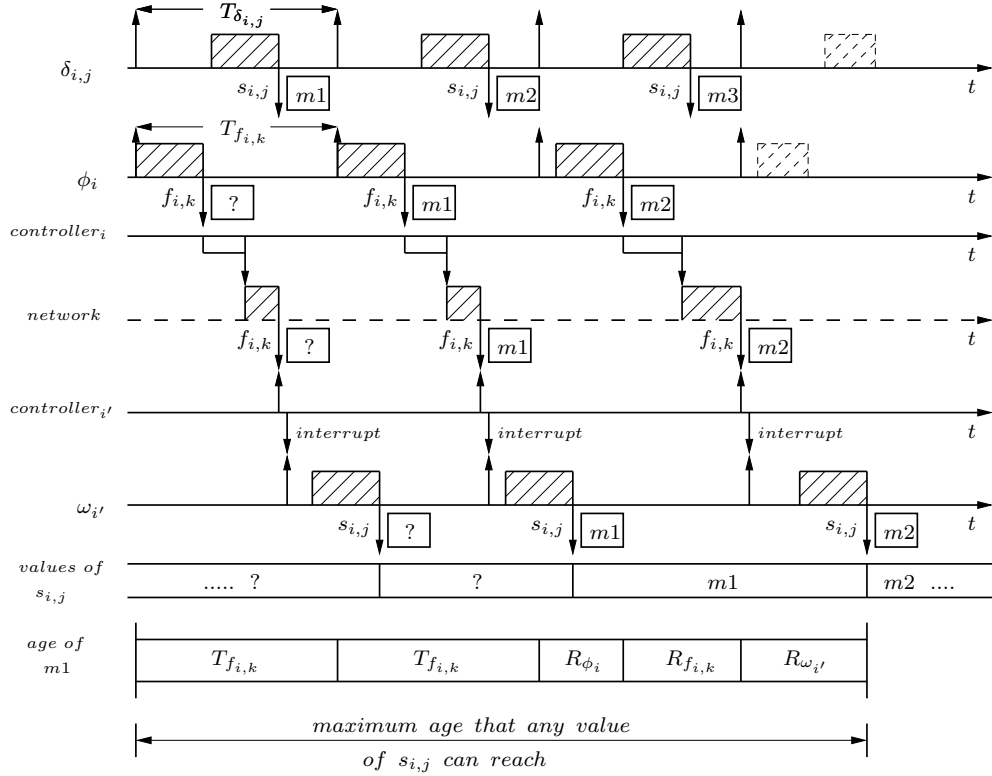 T_{δ_{i,j}}
δ_{i,j}
s_{i,j} m1 s_{i,j} m2 s_{i,j} m3 t
T_{f_{i,k}}
ϕ_i
f_{i,k} ? f_{i,k} m1 f_{i,k} m2 t
controller_i
t
network
f_{i,k} ? f_{i,k} m1 f_{i,k} m2 t
controller_{i'}
t
interrupt interrupt interrupt
ω_{i'}
s_{i,j} ? s_{i,j} m1 s_{i,j} m2 t
values of
s_{i,j}
..... ? ? m1 m2 ....
age of
m1
T_{f_{i,k}} T_{f_{i,k}} R_{ϕ_i} R_{f_{i,k}} R_{ω_{i'}}
maximum age that any value
of s_{i,j} can reach